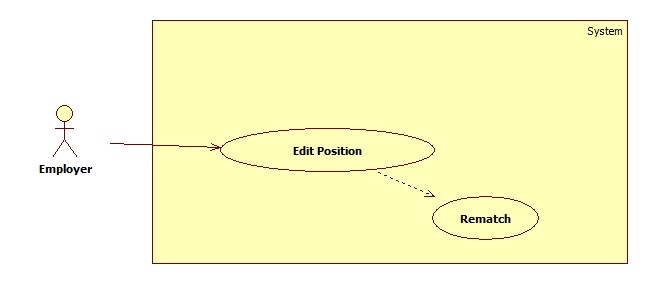 System
Employer
Edit Position
Rematch